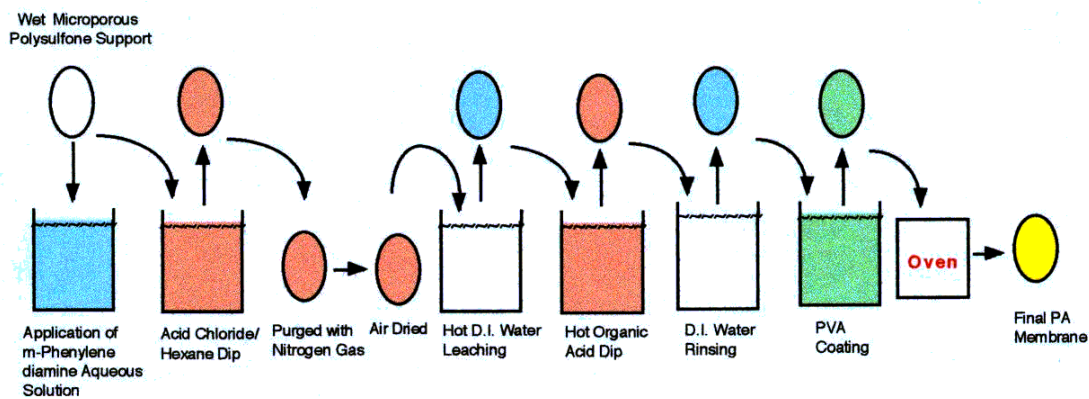 Wet Microporous
Polysulfone Support
Oven
Application of
m-Phenylene
diamine Aqueous
Solution
Acid Chloride/
Hexane Dip
Purged with
Nitrogen Gas
Air Dried
Hot D.I. Water
Leaching
Hot Organic
Acid Dip
D.I. Water
Rinsing
PVA
Coating
Final PA
Membrane